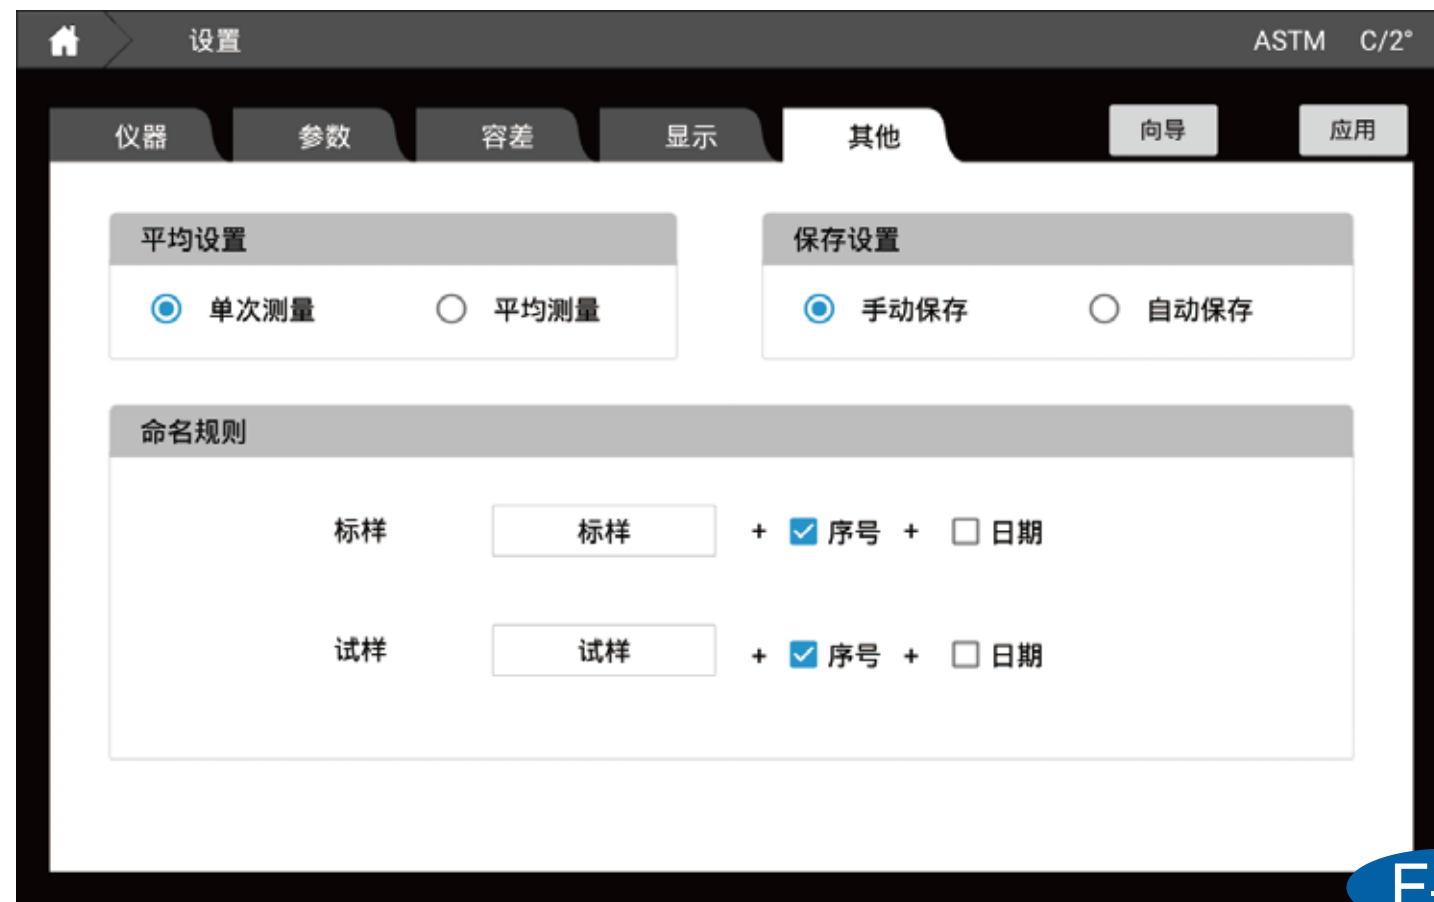 设置 ASTM C/2°
仪器 参数 容差 显示 其他 向导 应用
平均设置 保存设置
单次测量 平均测量 手动保存 自动保存
命名规则
标样 标样 + 序号 + 日期
试样 试样 + 序号 + 日期